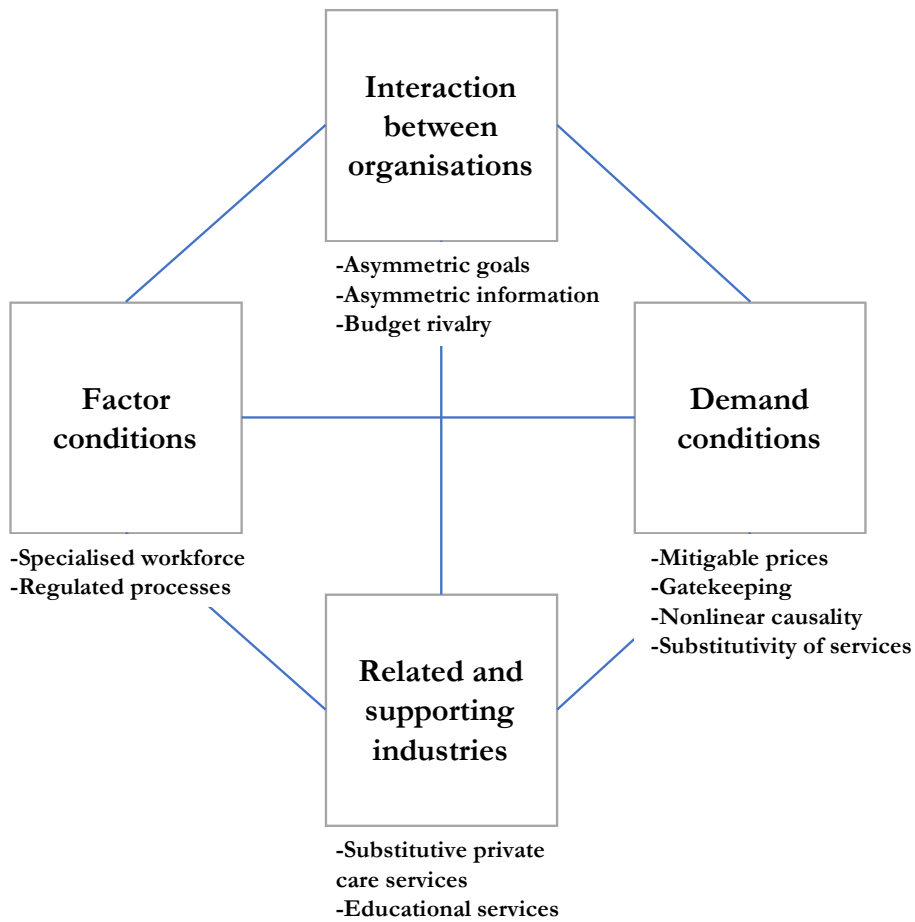 Interaction
between
organisations
-Asymmetric goals
-Asymmetric information
-Budget rivalry
Factor
conditions
-Specialised workforce
-Regulated processes
Demand
conditions
-Mitigable prices
-Gatekeeping
-Nonlinear causality
-Substitutivity of services
Related and
supporting
industries
-Substitutive private
care services
-Educational services